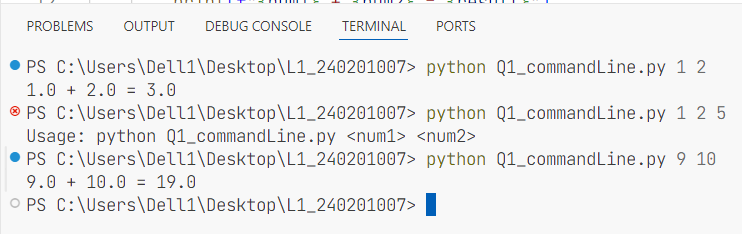 PROBLEMS OUTPUT DEBUG CONSOLE TERMINAL PORTS
PS C:\Users\Dell1\Desktop\L1_240201007> python Q1_commandLine.py 1 2
1.0 + 2.0 = 3.0
PS C:\Users\Dell1\Desktop\L1_240201007> python Q1_commandLine.py 1 2 5
Usage: python Q1_commandLine.py <num1> <num2>
PS C:\Users\Dell1\Desktop\L1_240201007> python Q1_commandLine.py 9 10
9.0 + 10.0 = 19.0
PS C:\Users\Dell1\Desktop\L1_240201007>